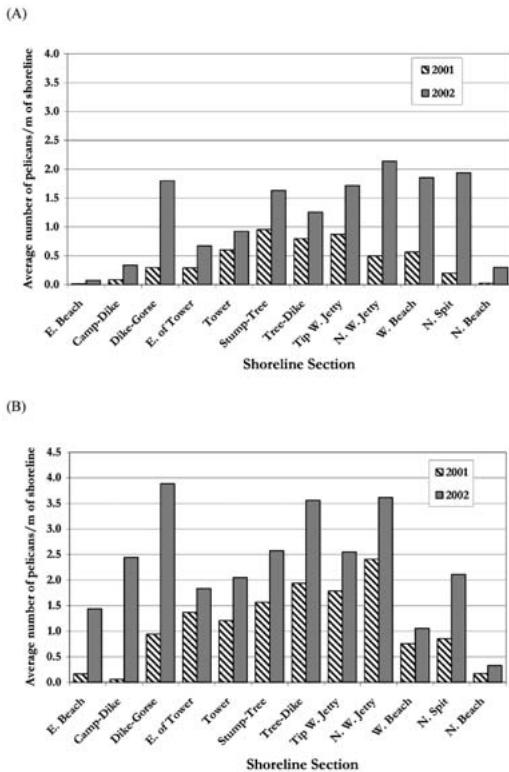 (A)
Average number of pelicans/m of shoreline
4.0
3.5
3.0
2.5
2.0
1.5
1.0
0.5
0.0
2001
2002
E. Beach
Camp-Dike
Dike-Gorse
E. of Tower
Tower
Stump-Tree
Tree-Dike
Tip W. Jetty
N. W. Jetty
W. Beach
N. Spit
N. Beach
Shoreline Section
(B)
Average number of pelicans/m of shoreline
4.5
4.0
3.5
3.0
2.5
2.0
1.5
1.0
0.5
0.0
2001
2002
E. Beach
Camp-Dike
Dike-Gorse
E. of Tower
Tower
Stump-Tree
Tree-Dike
Tip W. Jetty
N. W. Jetty
W. Beach
N. Spit
N. Beach
Shoreline Section